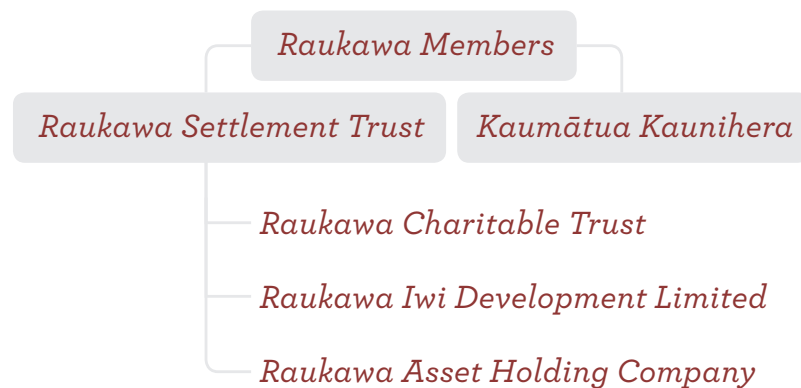 Raukawa Members
Raukawa Settlement Trust
Kaumātua Kaunihera
Raukawa Charitable Trust
Raukawa Iwi Development Limited
Raukawa Asset Holding Company